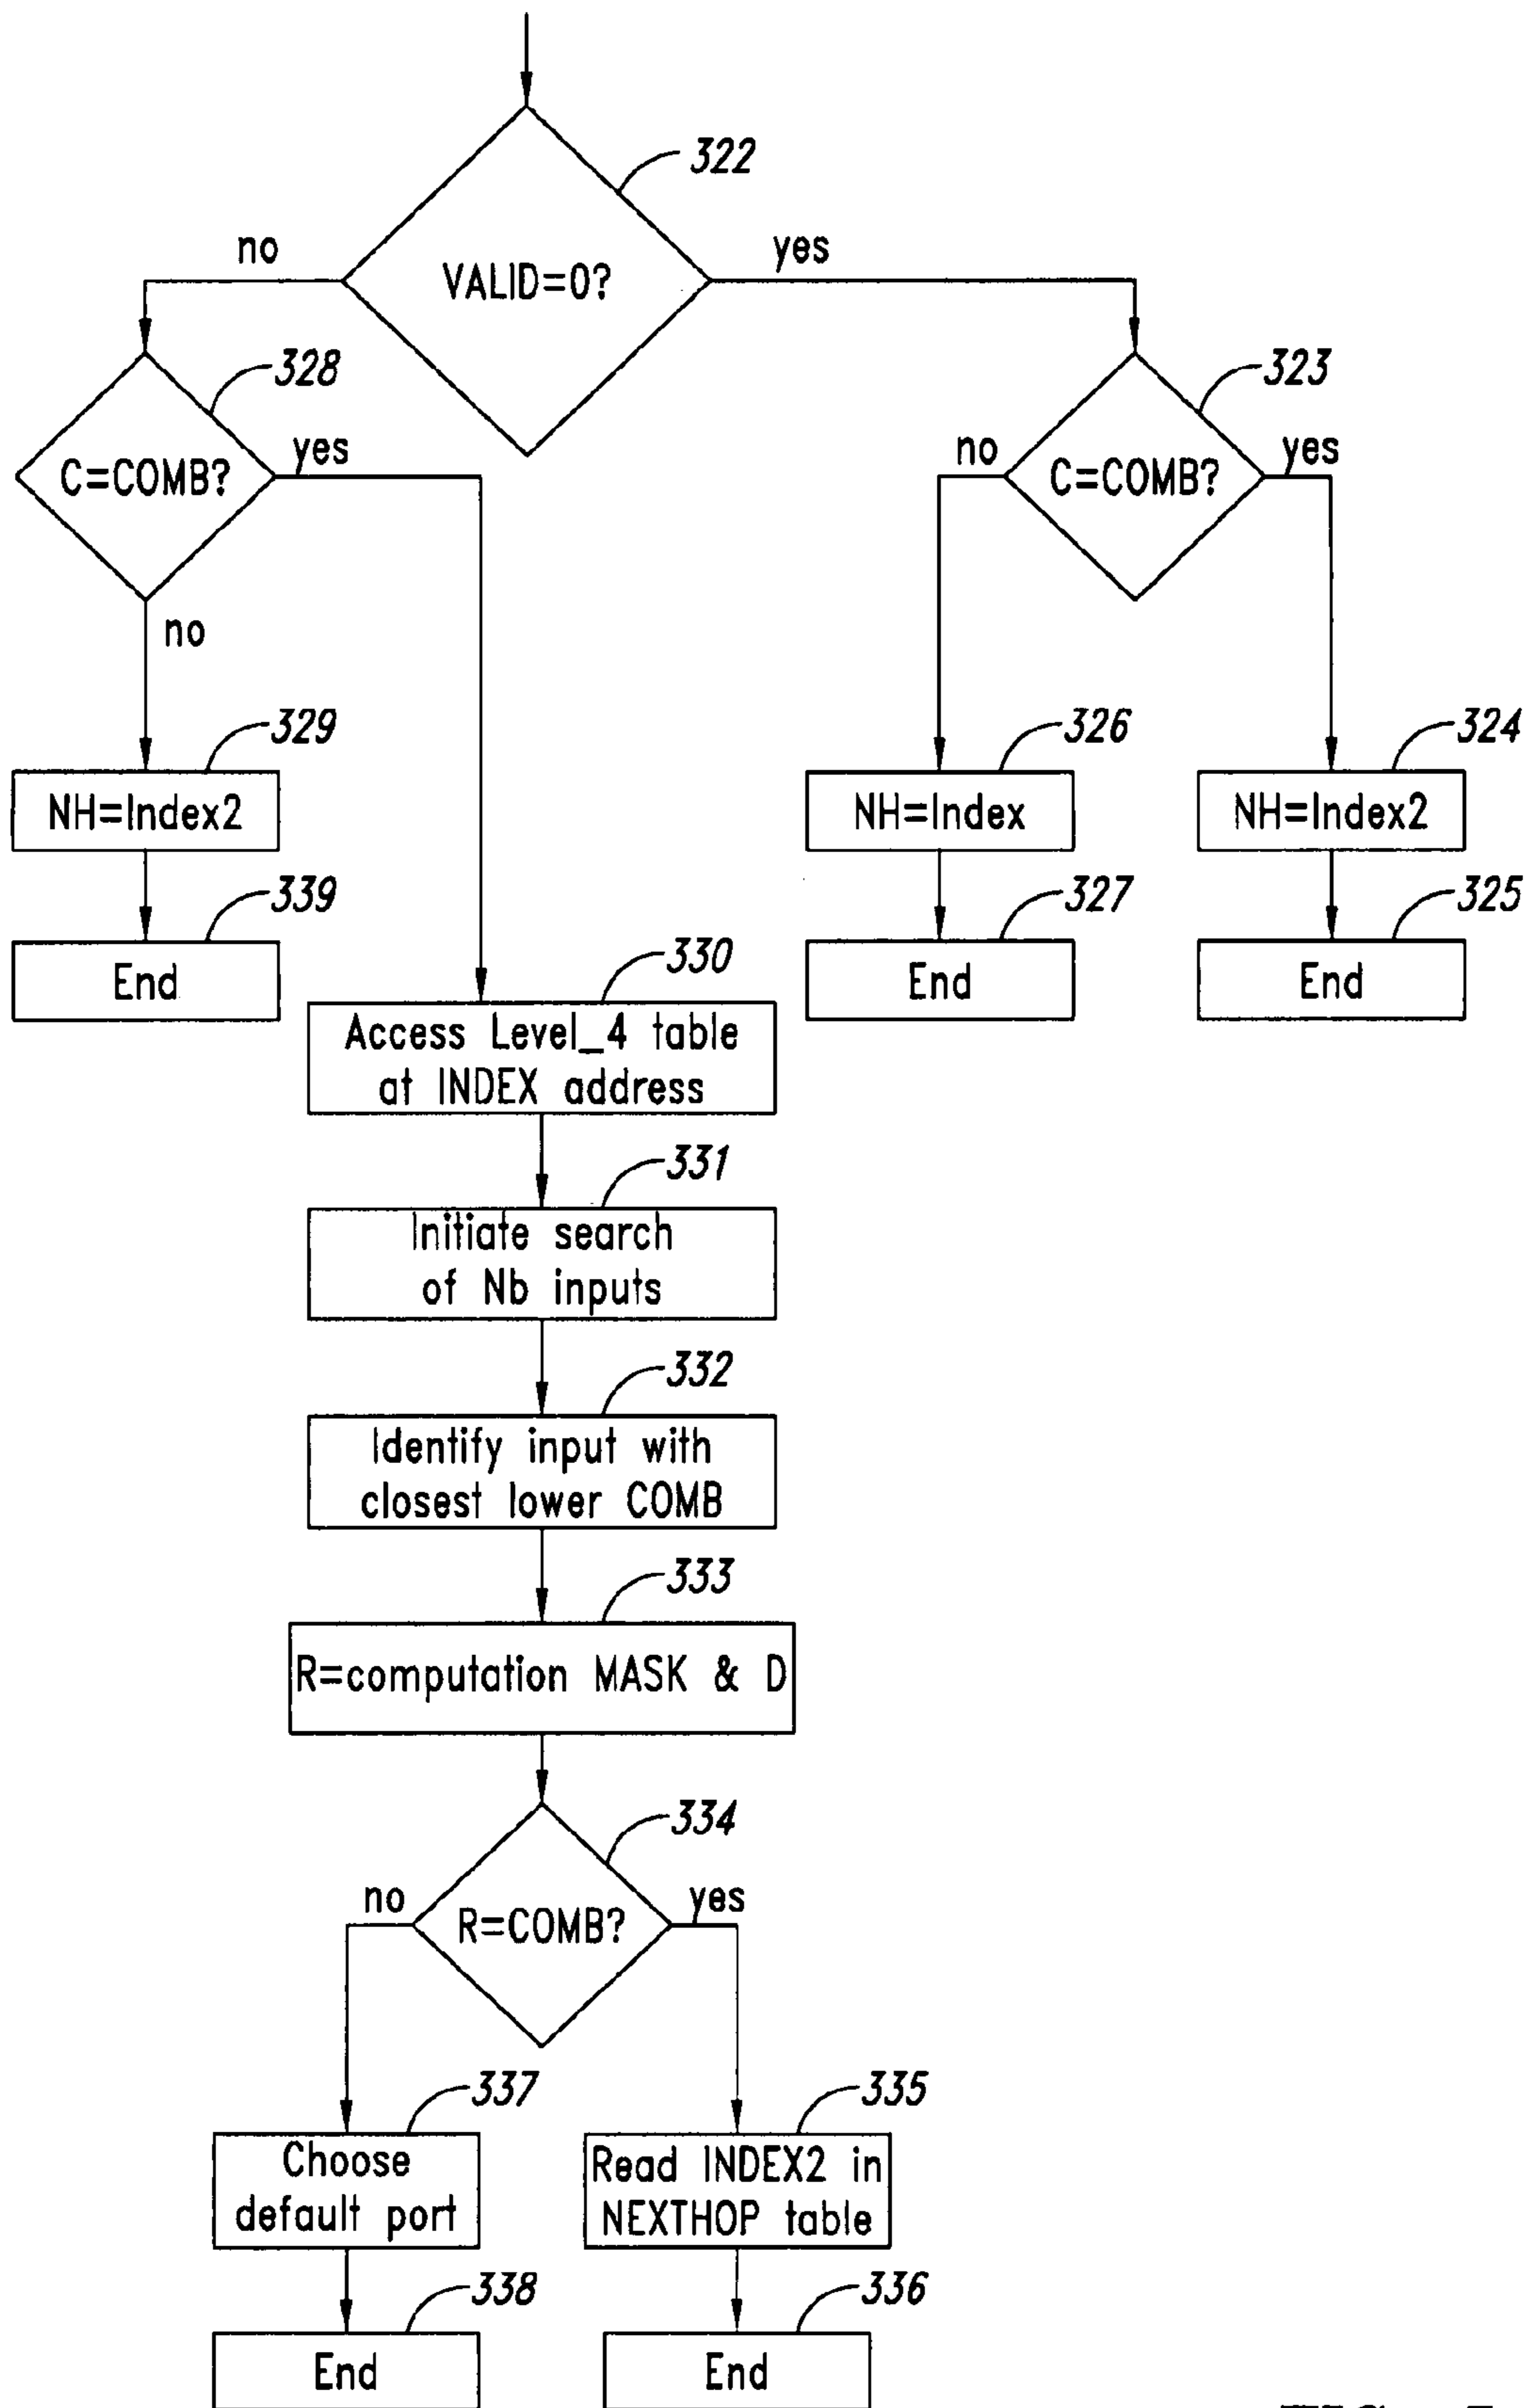 322
no
yes
VALID=0?
328
323
C=COMB?
yes
no
C=COMB?
yes
no
329
326
324
NH=Index2
NH=Index
NH=Index2
339
327
325
End
End
End
330
Access Level_4 table
at INDEX address
331
Initiate search
of Nb inputs
332
Identify input with
closest lower COMB
333
R=computation MASK & D
334
no
yes
R=COMB?
337
335
Choose
default port
Read INDEX2 in
NEXTHOP table
338
336
End
End